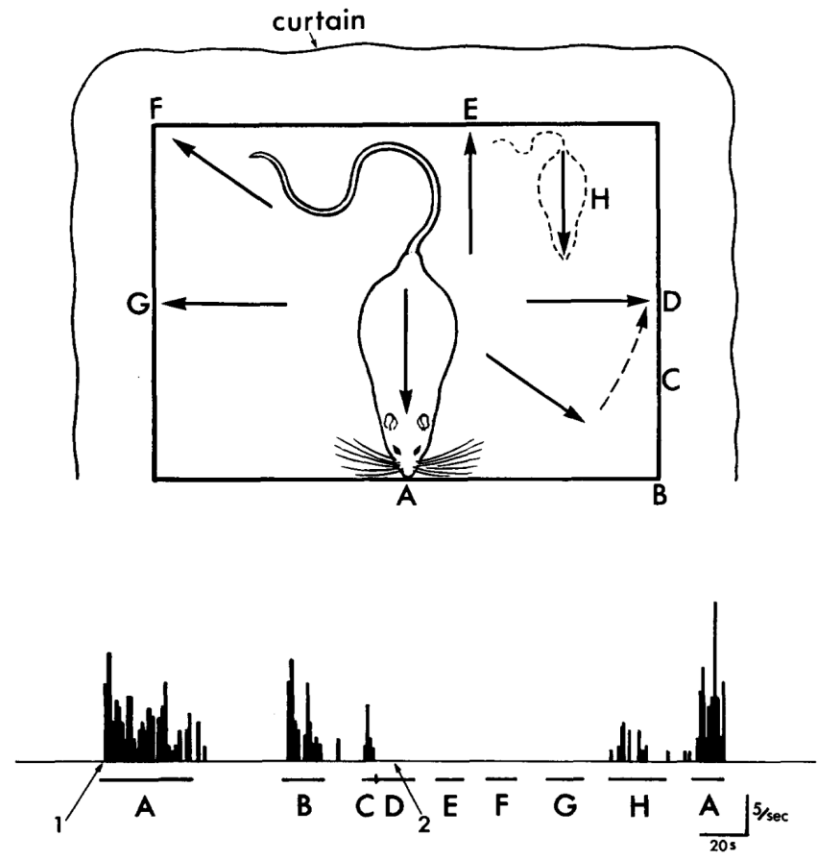 curtain
F E
H
G D
C
A B
A B C D E F G H A
1 2
5/sec
20s